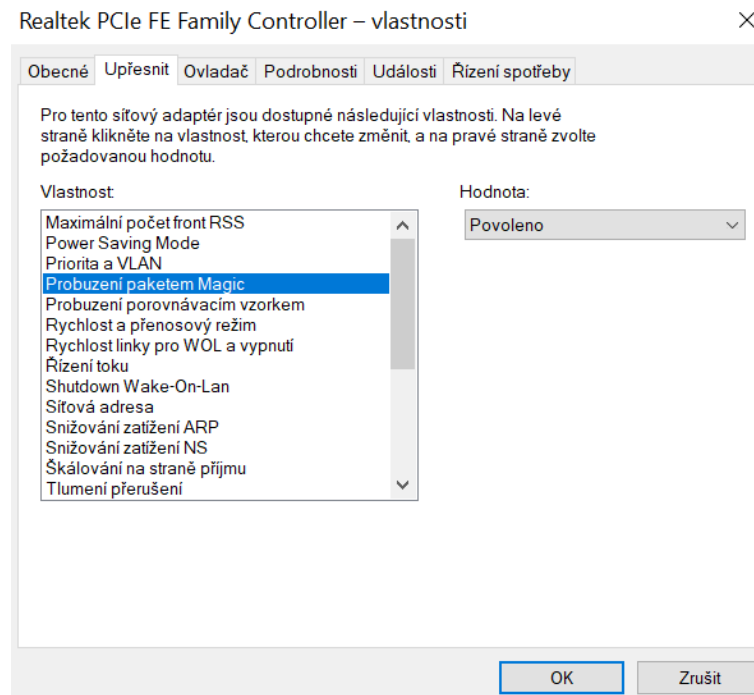 Realtek PCIe FE Family Controller – vlastnosti
Obecné Upřesnit Ovladač Podrobnosti Události Řízení spotřeby
Pro tento síťový adaptér jsou dostupné následující vlastnosti. Na levé
straně klikněte na vlastnost, kterou chcete změnit, a na pravé straně zvolte
požadovanou hodnotu.
Vlastnost: Hodnota:
Maximální počet front RSS
Povoleno
Power Saving Mode
Priorita a VLAN
Probuzení paketem Magic
Probuzení porovnávacím vzorkem
Rychlost a přenosový režim
Rychlost linky pro WOL a vypnutí
Řízení toku
Shutdown Wake-On-Lan
Síťová adresa
Snižování zatížení ARP
Snižování zatížení NS
Škálování na straně příjmu
Tlumení přerušení
OK Zrušit